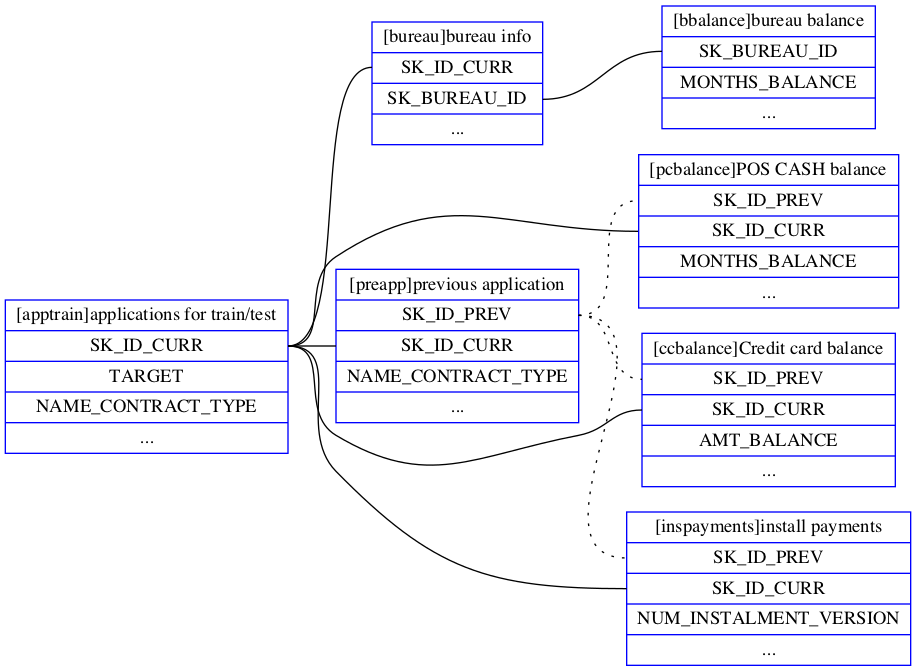 [bureau]bureau info
SK_ID_CURR
SK_BUREAU_ID
...
[bbalance]bureau balance
SK_BUREAU_ID
MONTHS_BALANCE
...
[pcbalance]POS CASH balance
SK_ID_PREV
SK_ID_CURR
MONTHS_BALANCE
...
[preapp]previous application
SK_ID_PREV
SK_ID_CURR
NAME_CONTRACT_TYPE
...
[apptrain]applications for train/test
SK_ID_CURR
TARGET
NAME_CONTRACT_TYPE
...
[ccbalance]Credit card balance
SK_ID_PREV
SK_ID_CURR
AMT_BALANCE
...
[inspayments]install payments
SK_ID_PREV
SK_ID_CURR
NUM_INSTALMENT_VERSION
...